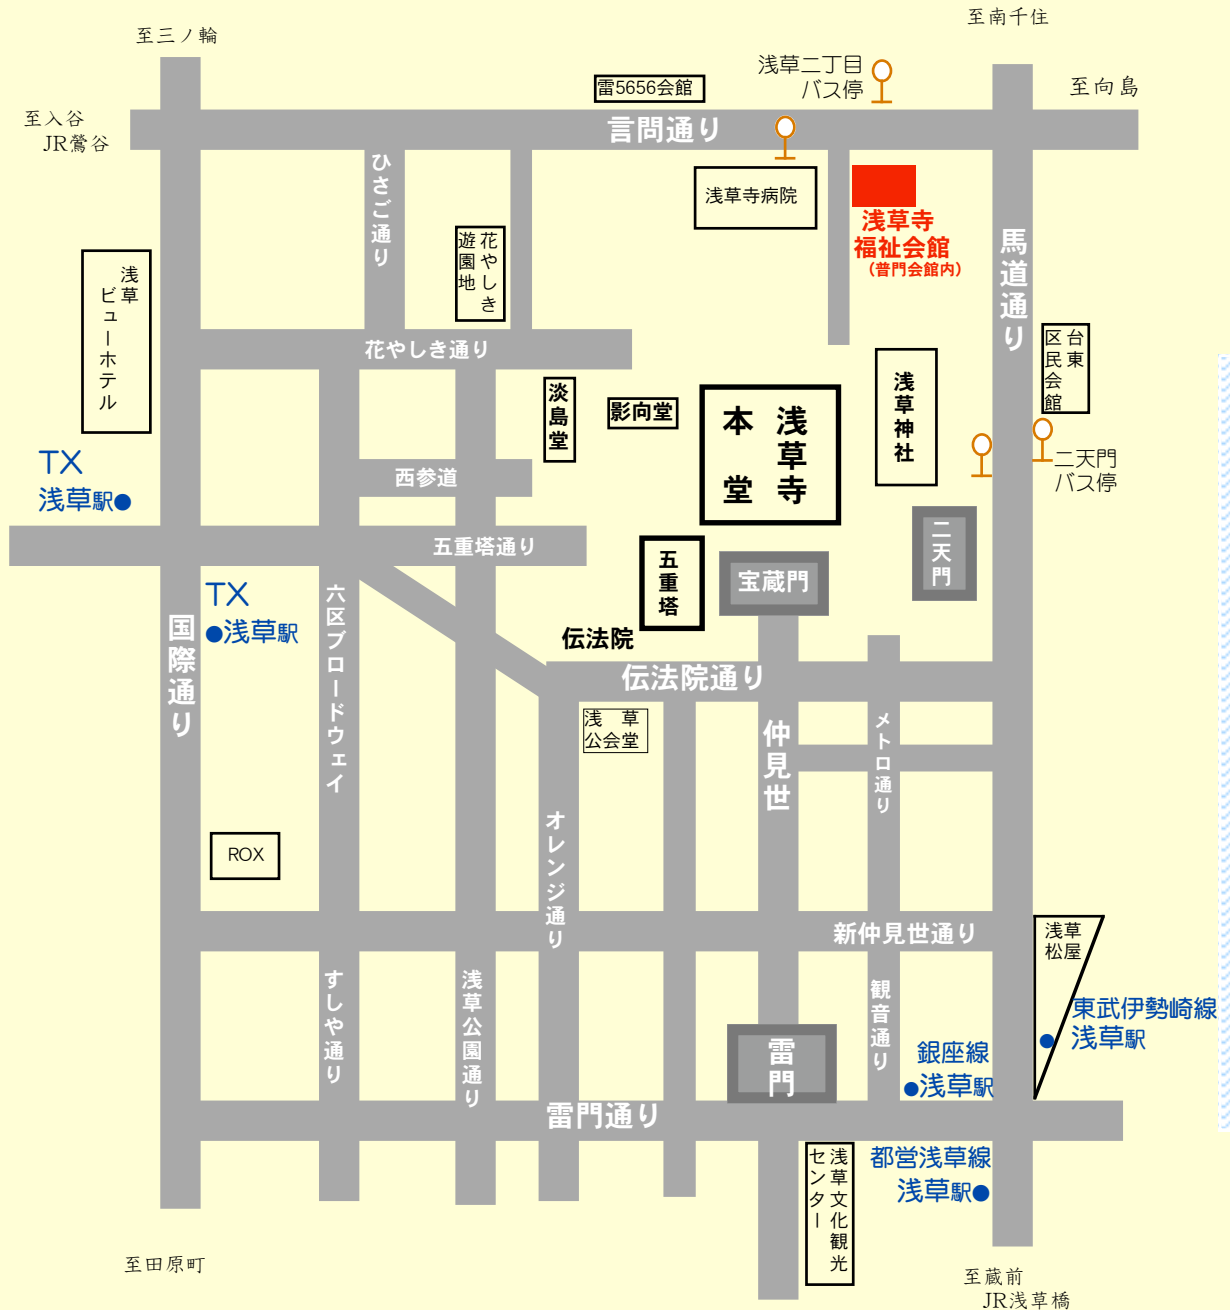 至南千住
至三ノ輪
浅草二丁目
バス停
雷5656会館
至向島
至入谷
JR鶯谷
言問通り
ひさご通り
浅草寺病院
浅草寺
福祉会館
（普門会館内）
花やしき
遊園地
馬道通り
浅草
ビューホテル
台東
区民会館
花やしき通り
淡島堂
影向堂
浅草寺
本堂
浅草神社
二天門
バス停
TX
浅草駅
西参道
五重塔通り
五重塔
宝蔵門
二天門
TX
浅草駅
六区ブロードウェイ
国際通り
伝法院
伝法院通り
浅草
公会堂
仲見世
メトロ通り
オレンジ通り
ROX
新仲見世通り
浅草
松屋
すしや通り
浅草公園通り
観音通り
東武伊勢崎線
浅草駅
雷門
銀座線
浅草駅
雷門通り
浅草文化観光
センター
都営浅草線
浅草駅
至田原町
至蔵前
JR浅草橋